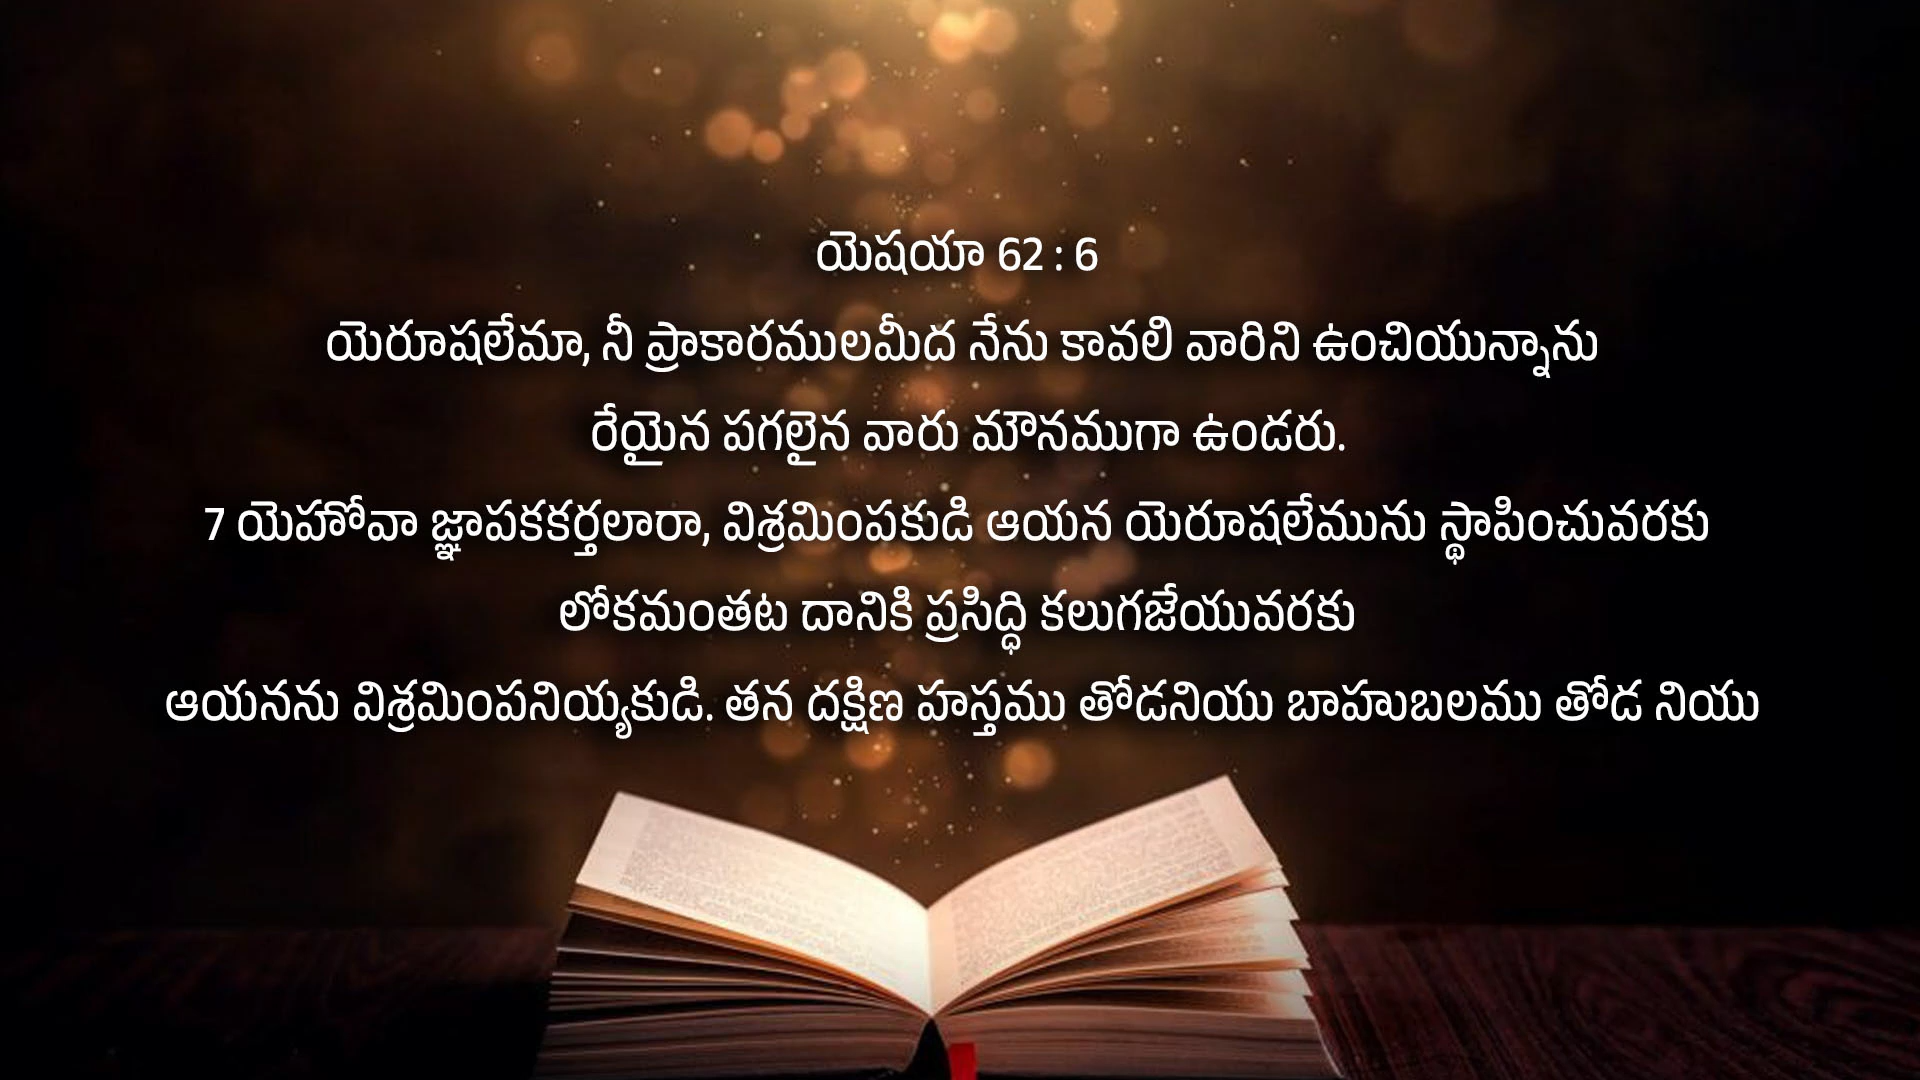 యెషయా 62 : 6
యెరూషలేమా, నీ ప్రాకారములమీద నేను కావలి వారిని ఉంచియున్నాను
రేయైన పగలైన వారు మౌనముగా ఉండరు.
7 యెహోవా జ్ఞాపకకర్తలారా, విశ్రమింపకుడి ఆయన యెరూషలేమును స్థాపించువరకు
లోకమంతట దానికి ప్రసిద్ధి కలుగజేయువరకు
ఆయనను విశ్రమింపనియ్యకుడి. తన దక్షిణ హస్తము తోడనియు బాహుబలము తోడ నియు